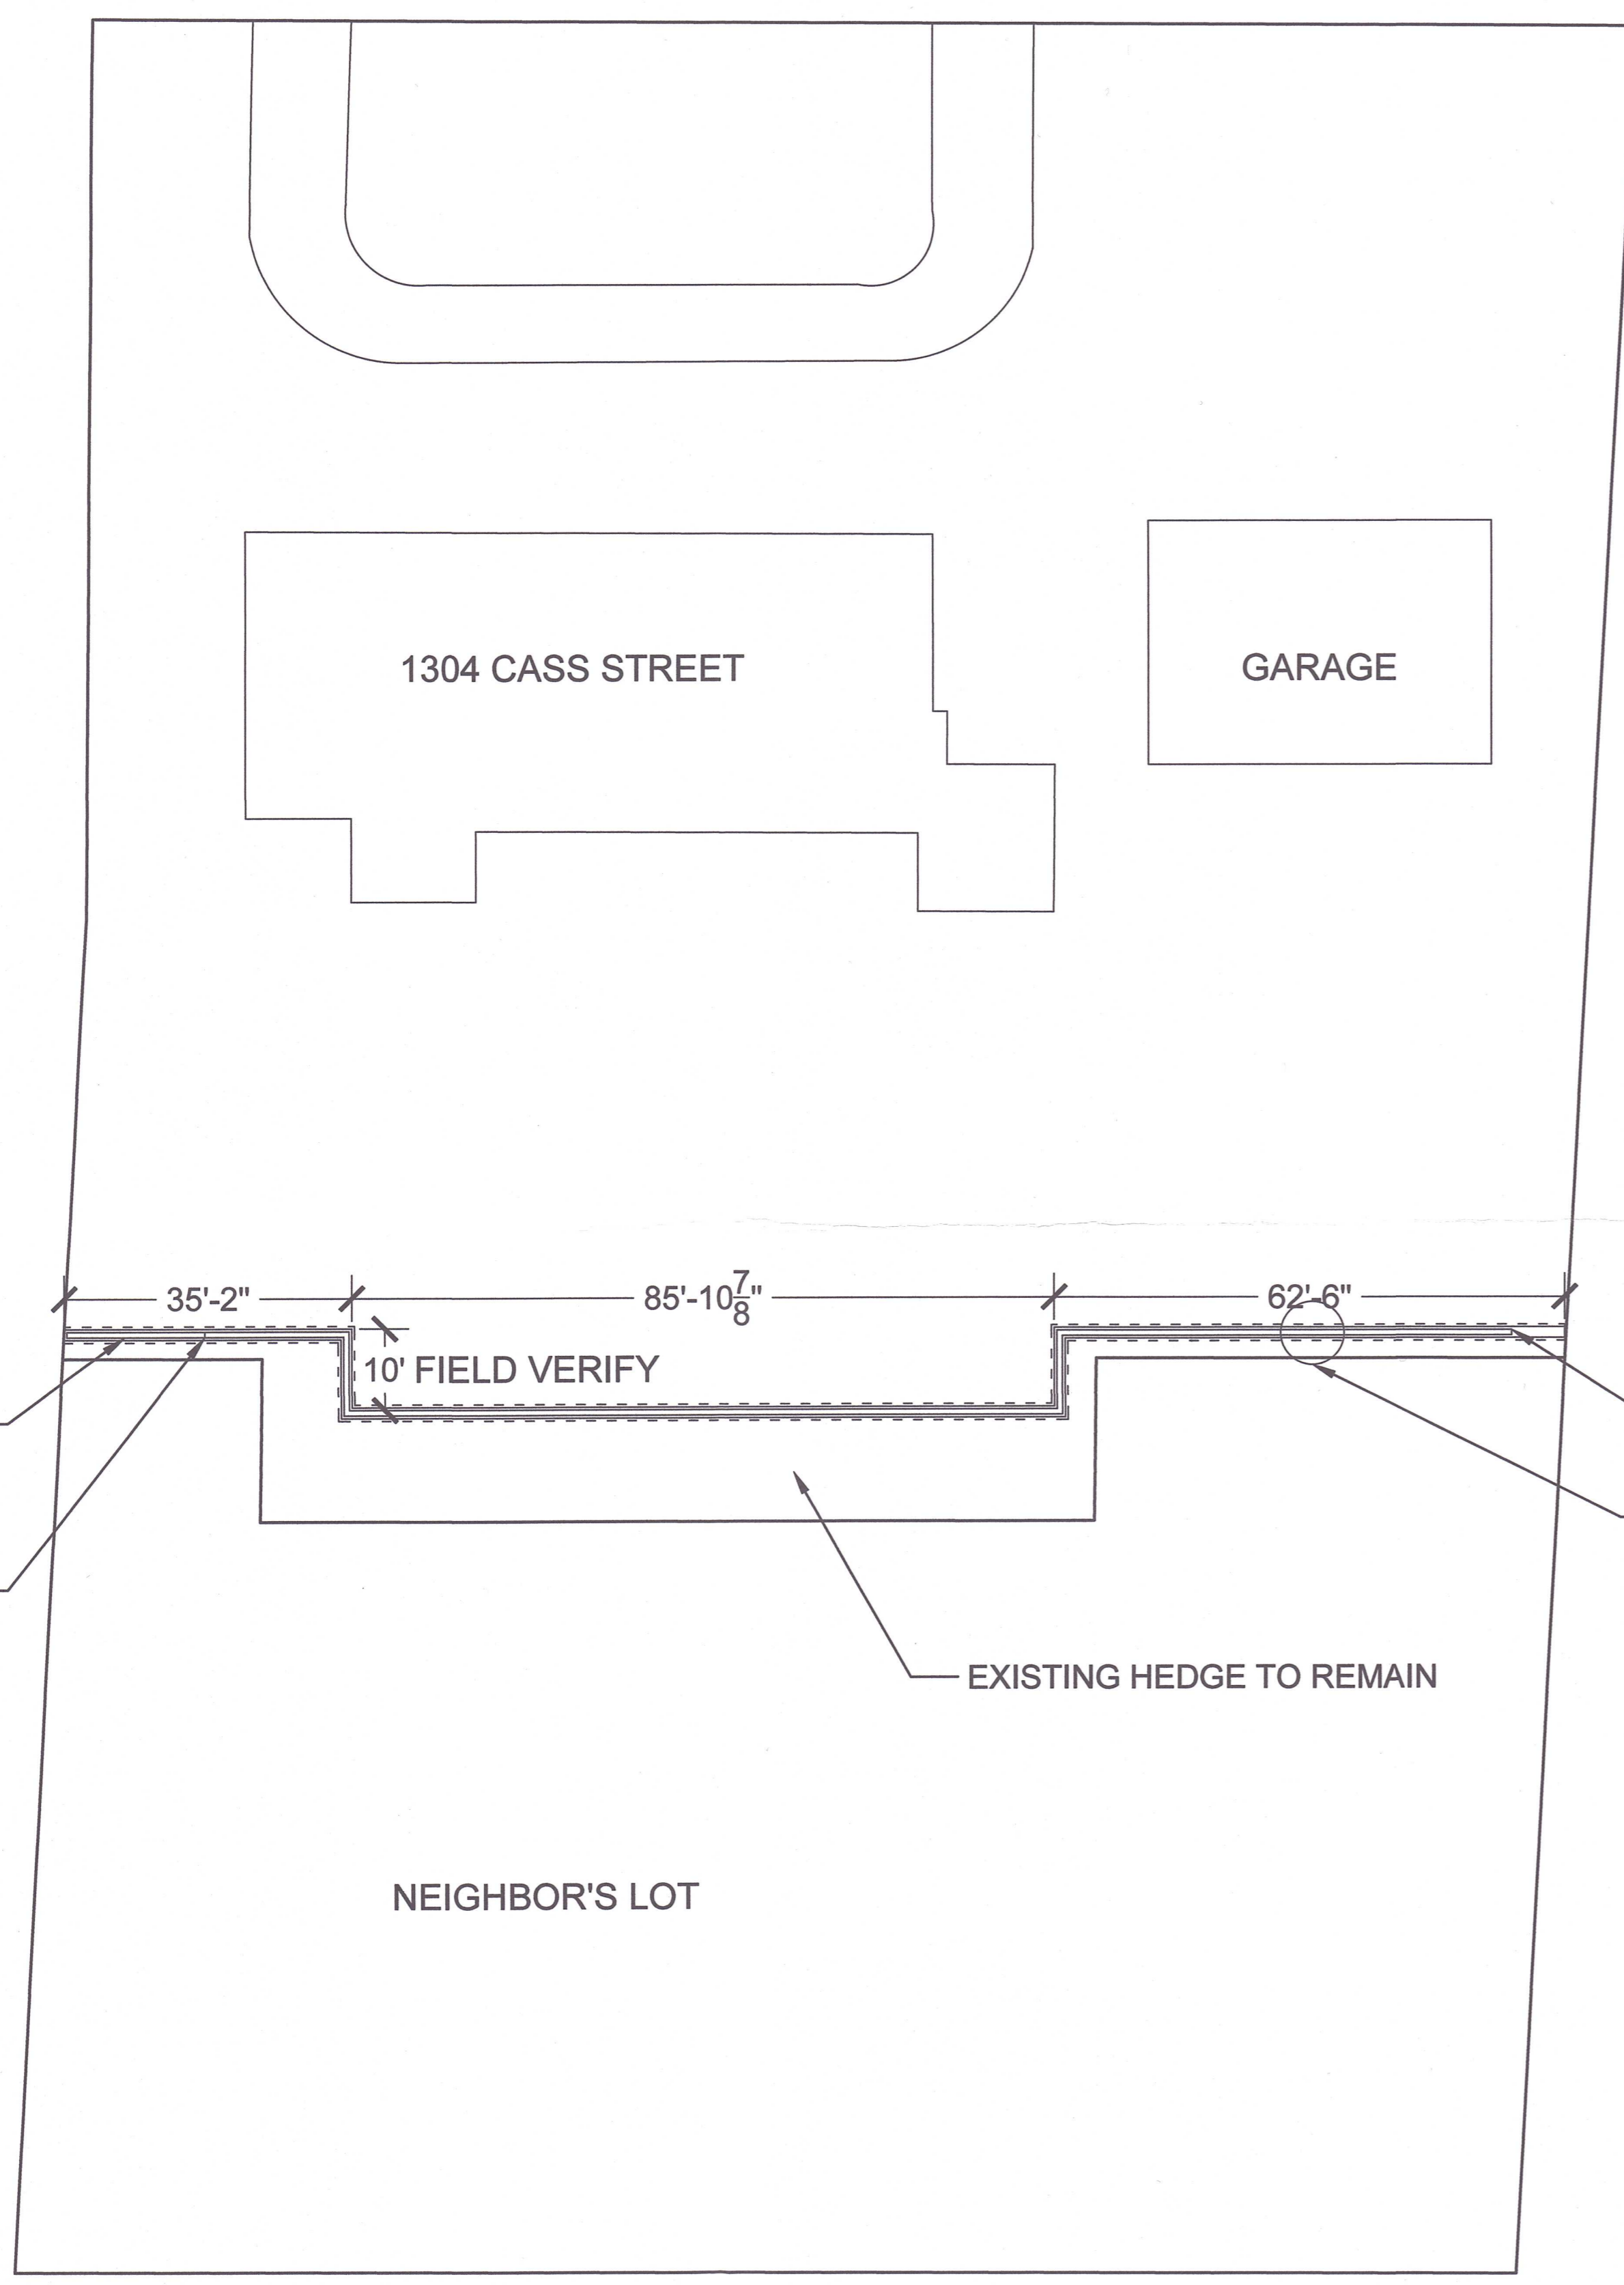 1304 CASS STREET
GARAGE
35'-2"
85'-10 7/8"
62'-6"
10' FIELD VERIFY
EXISTING HEDGE TO REMAIN
NEIGHBOR'S LOT